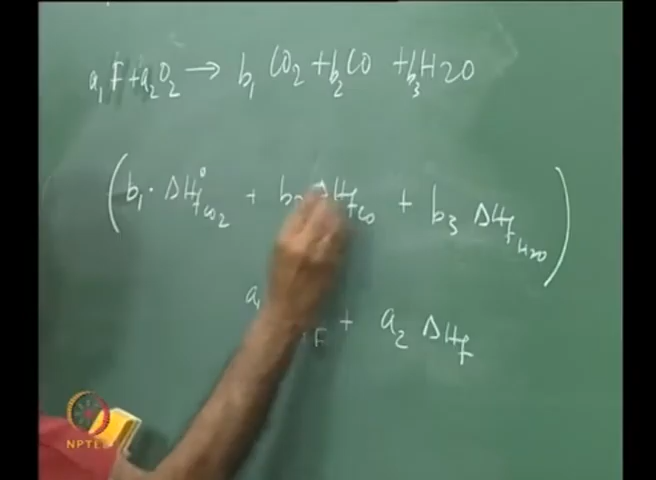 a₁F + a₂O₂ → b₁CO₂ + b₂CO + b₃H2O
(b₁ · ΔH°f CO₂ + b₂ ΔHf CO + b₃ ΔHf H₂O)
a₁ F + a₂ ΔHf
NPTEL